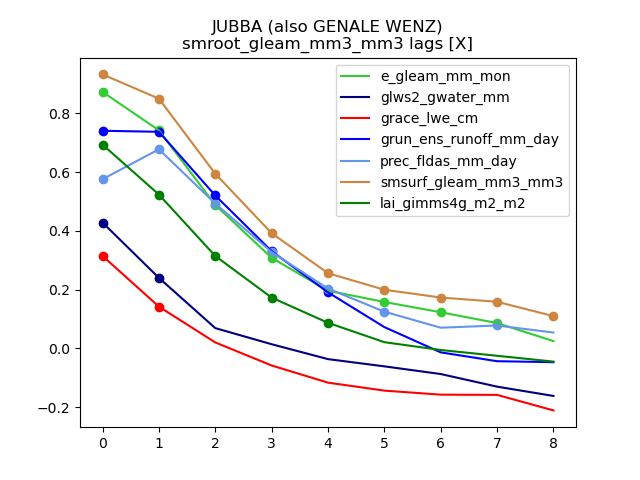 JUBBA (also GENALE WENZ)
smroot_gleam_mm3_mm3 lags [X]
e_gleam_mm_mon
glws2_gwater_mm
grace_lwe_cm
grun_ens_runoff_mm_day
prec_fldas_mm_day
smsurf_gleam_mm3_mm3
lai_gimms4g_m2_m2
0.8
0.6
0.4
0.2
0.0
−0.2
0 1 2 3 4 5 6 7 8